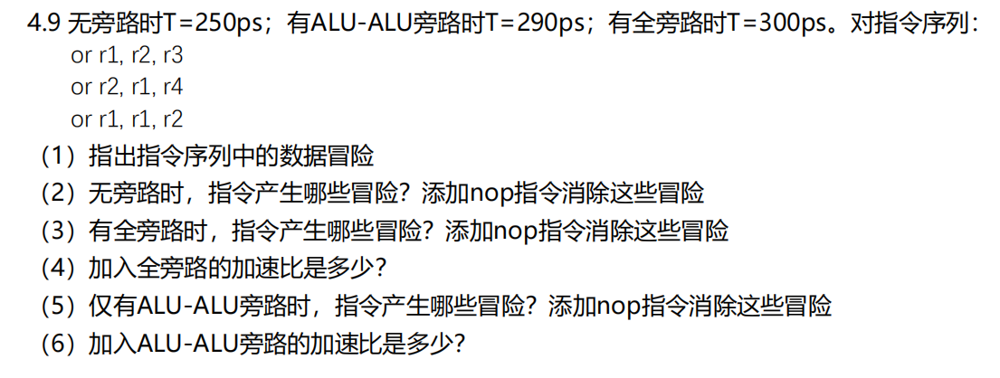 4.9 无旁路时T=250ps；有ALU-ALU旁路时T=290ps；有全旁路时T=300ps。对指令序列：
or r1, r2, r3
or r2, r1, r4
or r1, r1, r2
（1）指出指令序列中的数据冒险
（2）无旁路时，指令产生哪些冒险？添加nop指令消除这些冒险
（3）有全旁路时，指令产生哪些冒险？添加nop指令消除这些冒险
（4）加入全旁路的加速比是多少？
（5）仅有ALU-ALU旁路时，指令产生哪些冒险？添加nop指令消除这些冒险
（6）加入ALU-ALU旁路的加速比是多少？